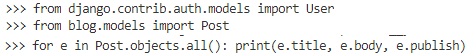 >>> from django.contrib.auth.models import User
>>> from blog.models import Post
>>> for e in Post.objects.all(): print(e.title, e.body, e.publish)